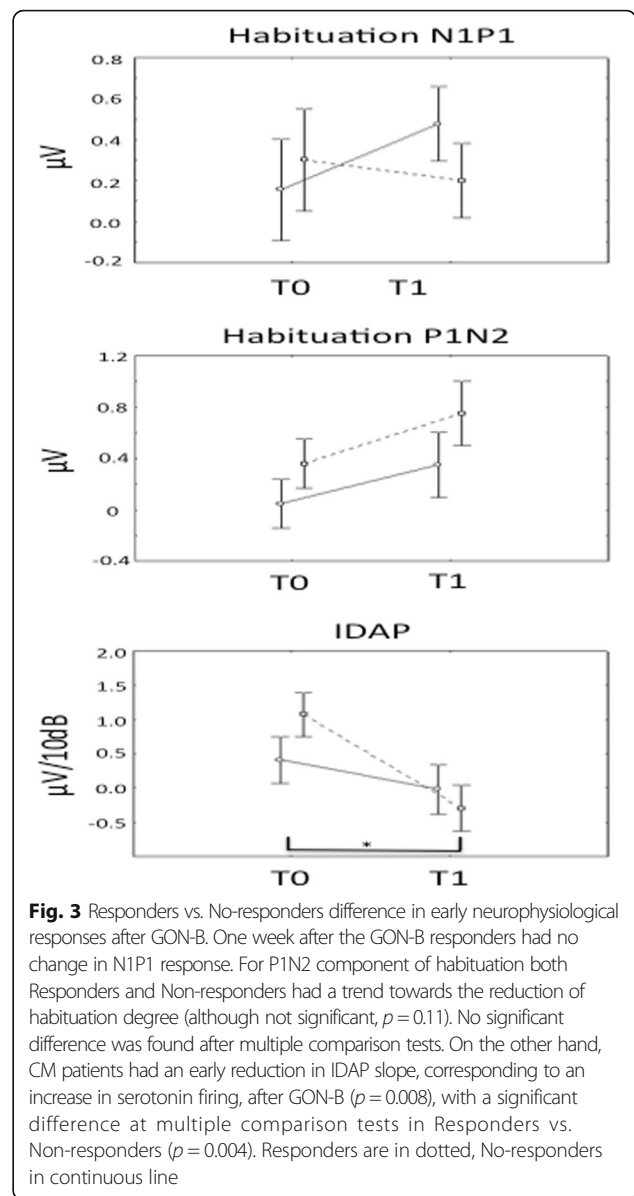 Habituation N1P1
0.8
0.6
0.4
0.2
0.0
-0.2
µV
T0 T1
Habituation P1N2
1.2
0.8
0.4
0
-0.4
µV
T0 T1
IDAP
2.0
1.5
1.0
0.5
0.0
-0.5
µV/10dB
*
T0 T1
Fig. 3 Responders vs. No-responders difference in early neurophysiological
responses after GON-B. One week after the GON-B responders had no
change in N1P1 response. For P1N2 component of habituation both
Responders and Non-responders had a trend towards the reduction of
habituation degree (although not significant, p = 0.11). No significant
difference was found after multiple comparison tests. On the other hand,
CM patients had an early reduction in IDAP slope, corresponding to an
increase in serotonin firing, after GON-B (p = 0.008), with a significant
difference at multiple comparison tests in Responders vs.
Non-responders (p = 0.004). Responders are in dotted, No-responders
in continuous line